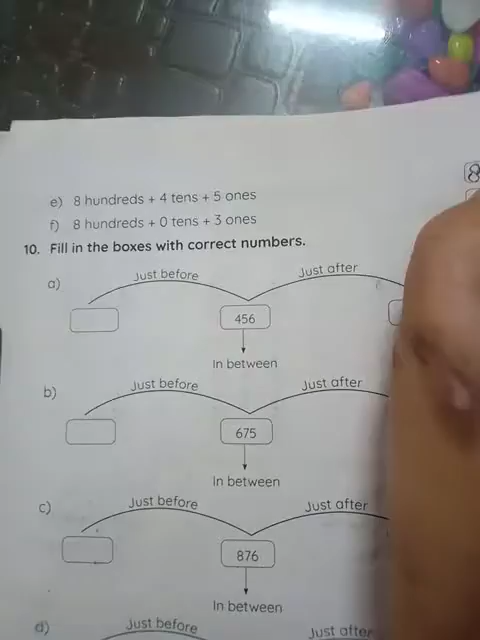 e) 8 hundreds + 4 tens + 5 ones
f) 8 hundreds + 0 tens + 3 ones
10. Fill in the boxes with correct numbers.
a) Just before Just after
456
In between
b) Just before Just after
675
In between
c) Just before Just after
876
In between
d) Just before Just after